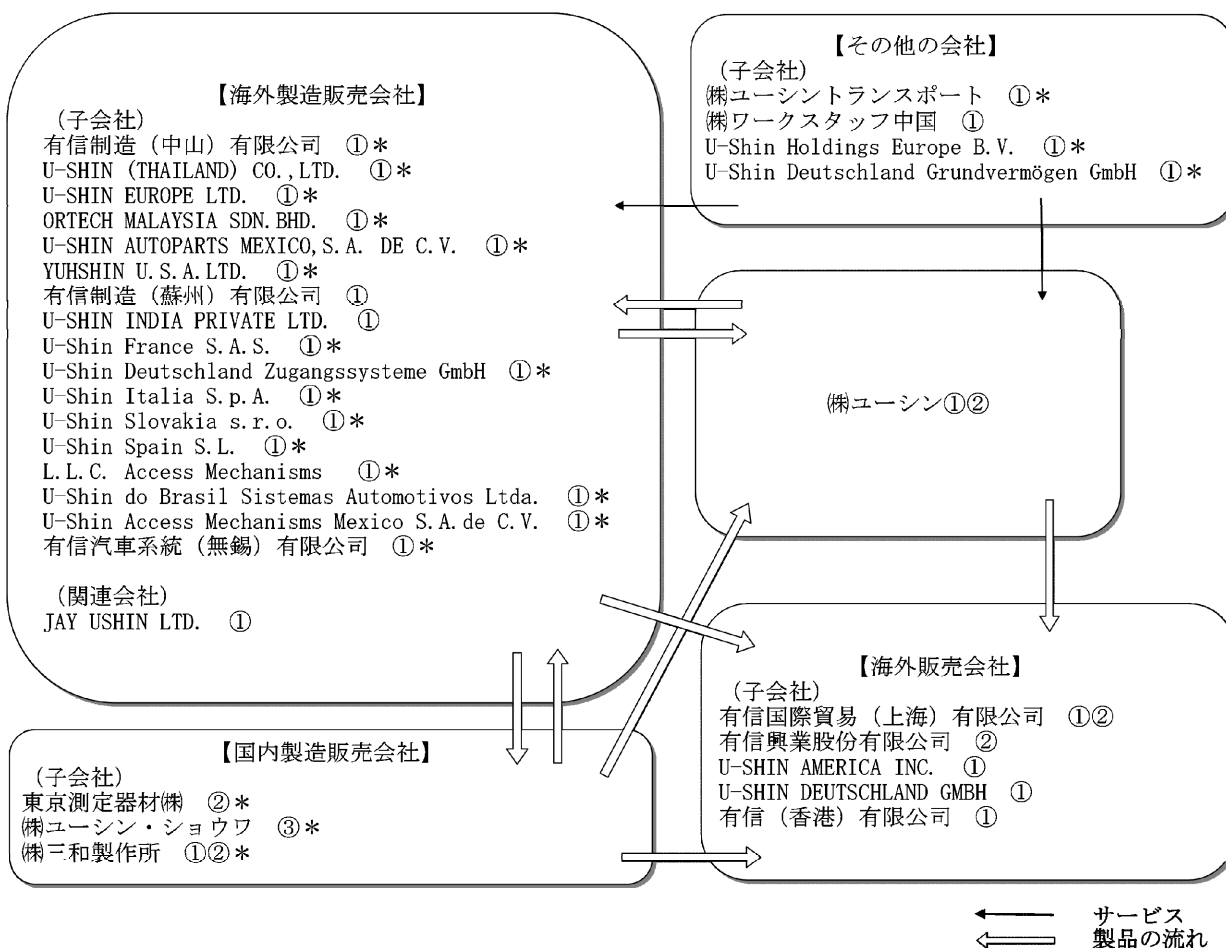 【海外製造販売会社】
(子会社)
有信制造(中山)有限公司 ①*
U-SHIN (THAILAND) CO.,LTD. ①*
U-SHIN EUROPE LTD. ①*
ORTECH MALAYSIA SDN.BHD. ①*
U-SHIN AUTOPARTS MEXICO,S.A. DE C.V. ①*
YUHSHIN U.S.A.LTD. ①*
有信制造(蘇州)有限公司 ①
U-SHIN INDIA PRIVATE LTD. ①
U-Shin France S.A.S. ①*
U-Shin Deutschland Zugangssysteme GmbH ①*
U-Shin Italia S.p.A. ①*
U-Shin Slovakia s.r.o. ①*
U-Shin Spain S.L. ①*
L.L.C. Access Mechanisms ①*
U-Shin do Brasil Sistemas Automotivos Ltda. ①*
U-Shin Access Mechanisms Mexico S.A.de C.V. ①*
有信汽車系統(無錫)有限公司 ①*
(関連会社)
JAY USHIN LTD. ①
【その他の会社】
(子会社)
㈱ユーシントランスポート ①*
㈱ワークスタッフ中国 ①
U-Shin Holdings Europe B.V. ①*
U-Shin Deutschland Grundvermögen GmbH ①*
㈱ユーシン①②
【国内製造販売会社】
(子会社)
東京測定器材㈱ ②*
㈱ユーシン・ショウワ ③*
㈱三和製作所 ①②*
【海外販売会社】
(子会社)
有信国際貿易(上海)有限公司 ①②
有信興業股份有限公司 ②
U-SHIN AMERICA INC. ①
U-SHIN DEUTSCHLAND GMBH ①
有信(香港)有限公司 ①
サービス
製品の流れ